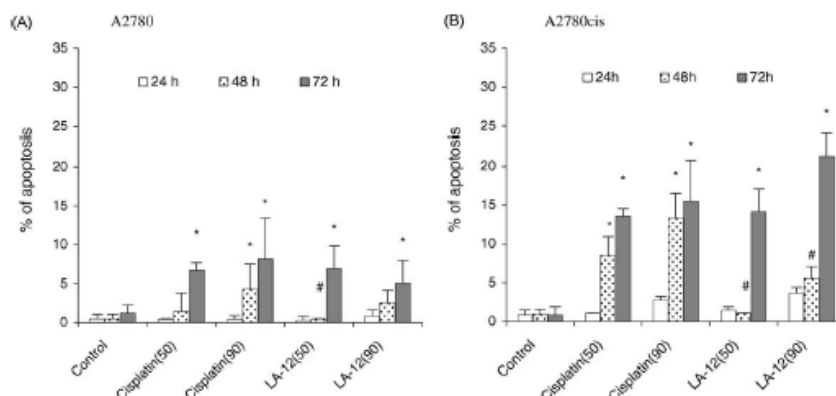 (A) A2780
35
30
25
20
15
10
5
0
% of apoptosis
24 h 48 h 72 h
* * * * * #
Control Cisplatin(50) Cisplatin(90) LA-12(50) LA-12(90)
(B) A2780cis
35
30
25
20
15
10
5
0
% of apoptosis
24h 48h 72h
* * * * # * # *
Control Cisplatin(50) Cisplatin(90) LA-12(50) LA-12(90)